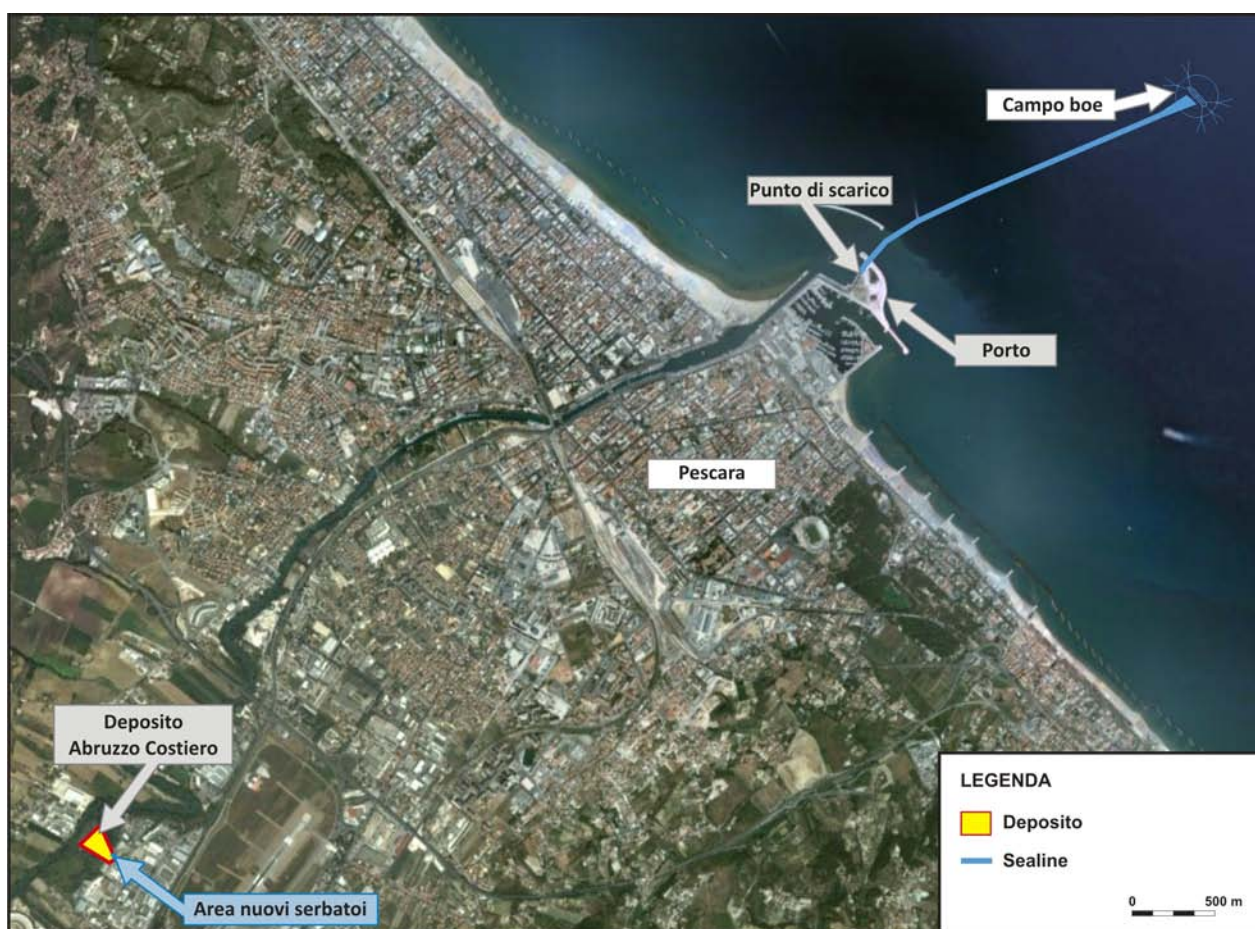 Campo boe
Punto di scarico
Porto
Pescara
Deposito
Abruzzo Costiero
Area nuovi serbatoi
LEGENDA
Deposito
Sealine
0 500 m